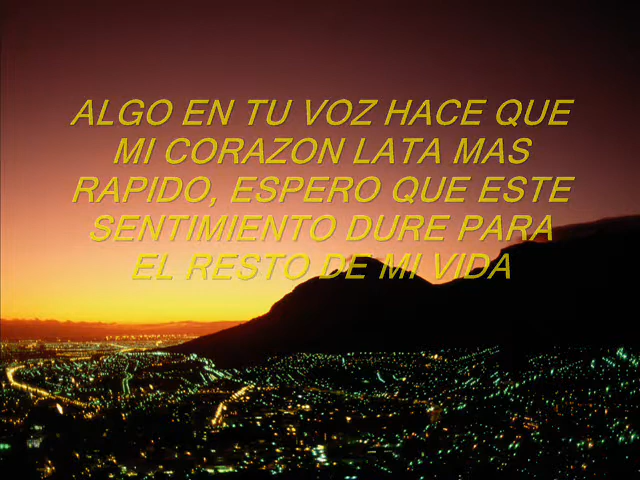 ALGO EN TU VOZ HACE QUE
MI CORAZON LATA MAS
RAPIDO, ESPERO QUE ESTE
SENTIMIENTO DURE PARA
EL RESTO DE MI VIDA